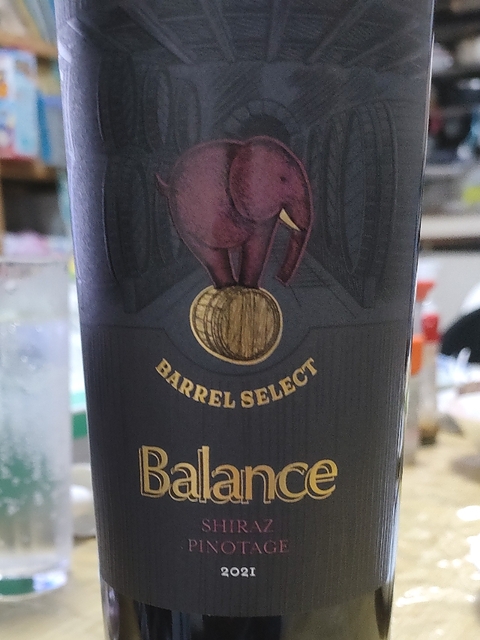 BARREL SELECT
Balance
SHIRAZ
PINOTAGE
2021